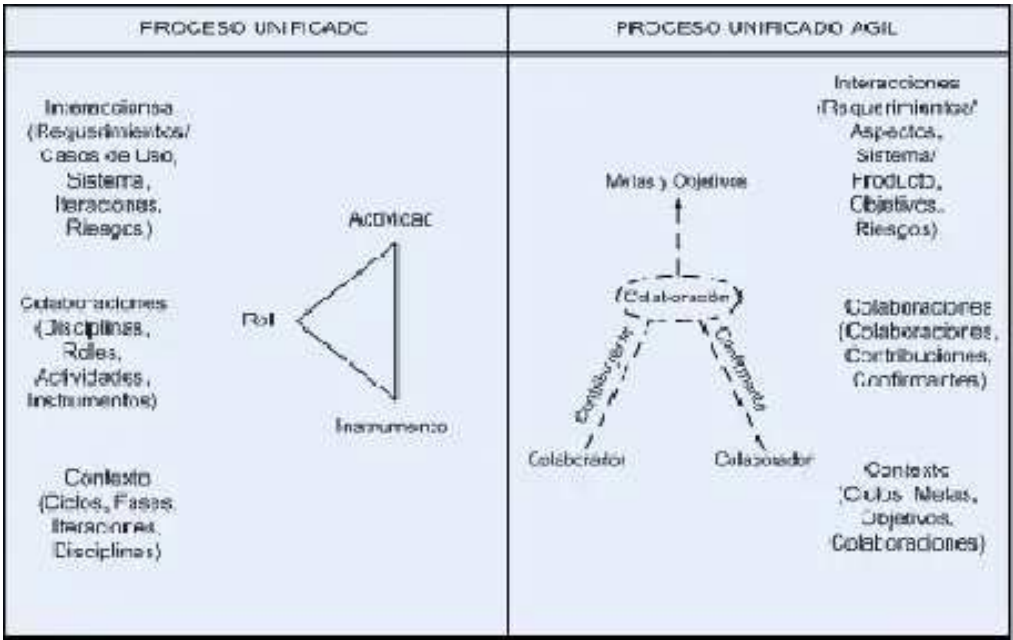 PROCESO UNIFICADO
Interacciones
(Requerimientos/
Casos de Uso,
Sistema,
Iteraciones,
Riesgos)
Colaboraciones
(Disciplinas,
Roles,
Actividades,
Instrumentos)
Contexto
(Ciclos, Fases,
Iteraciones,
Disciplinas)
Actividad
Rol
Instrumento
PROCESO UNIFICADO AGIL
Metas y Objetivos
(Colaboración)
Contribuyente
Confirmante
Colaborador
Colaborador
Interacciones
(Requerimientos/
Aspectos,
Sistema/
Producto,
Objetivos,
Riesgos)
Colaboraciones
(Colaboraciones,
Contribuciones,
Confirmantes)
Contexto
(Ciclos, Metas,
Objetivos,
Colaboraciones)